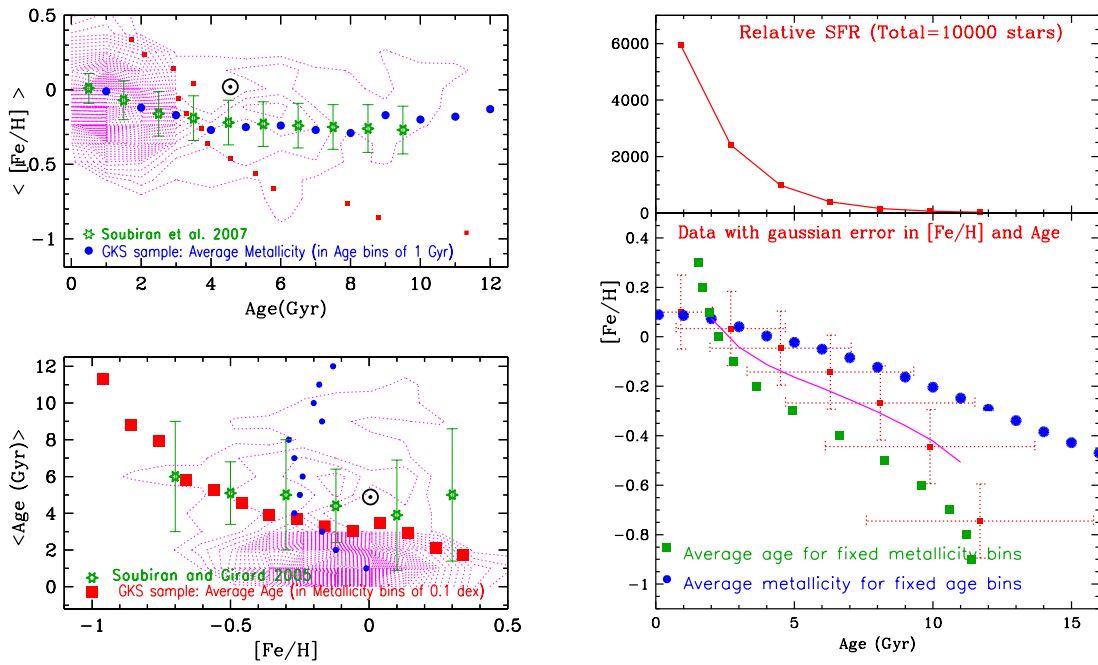 0.5
0
-0.5
-1
< [Fe/H] >
Soubiran et al. 2007
GKS sample: Average Metallicity (in Age bins of 1 Gyr)
0 2 4 6 8 10 12
Age(Gyr)
12
10
8
6
4
2
0
<Age (Gyr)>
Soubiran and Girard 2005
GKS sample: Average Age (in Metallicity bins of 0.1 dex)
-1 -0.5 0 0.5
[Fe/H]
Relative SFR (Total=10000 stars)
6000
4000
2000
0
Data with gaussian error in [Fe/H] and Age
0.4
0.2
0
-0.2
-0.4
-0.6
-0.8
-1
[Fe/H]
Average age for fixed metallicity bins
Average metallicity for fixed age bins
0 5 10 15
Age (Gyr)